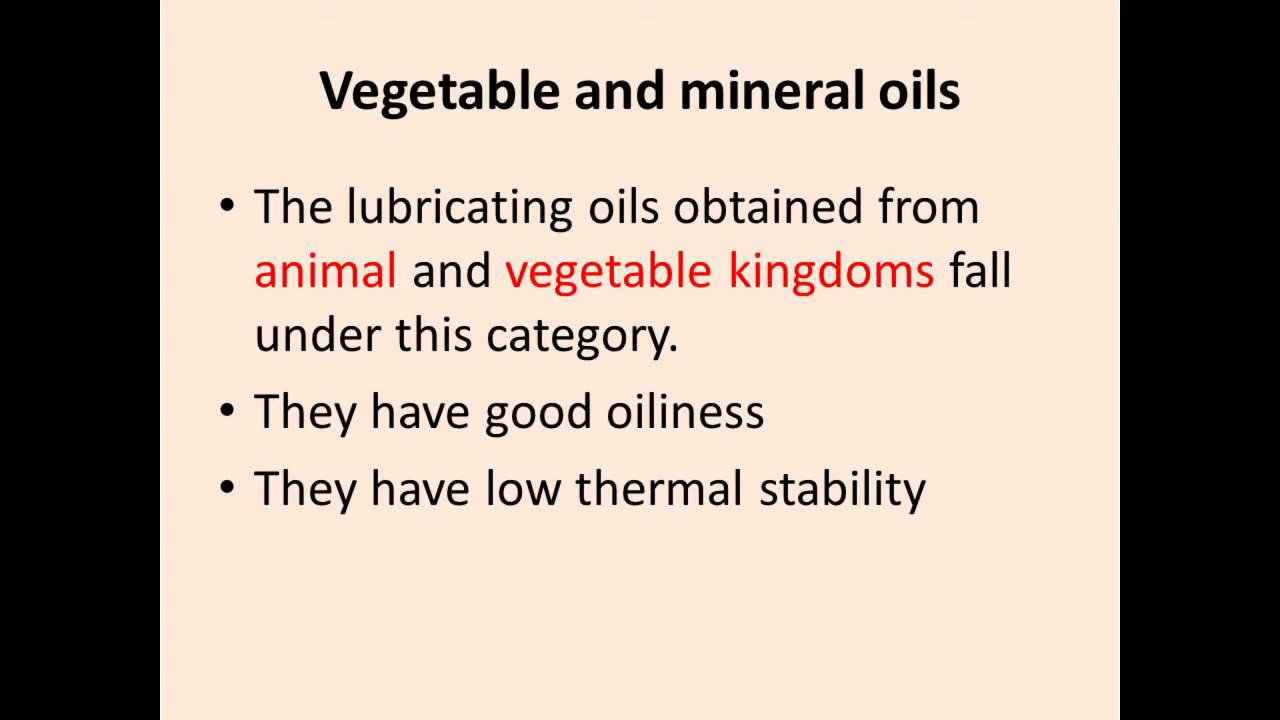 Vegetable and mineral oils
• The lubricating oils obtained from
animal and vegetable kingdoms fall
under this category.
• They have good oiliness
• They have low thermal stability